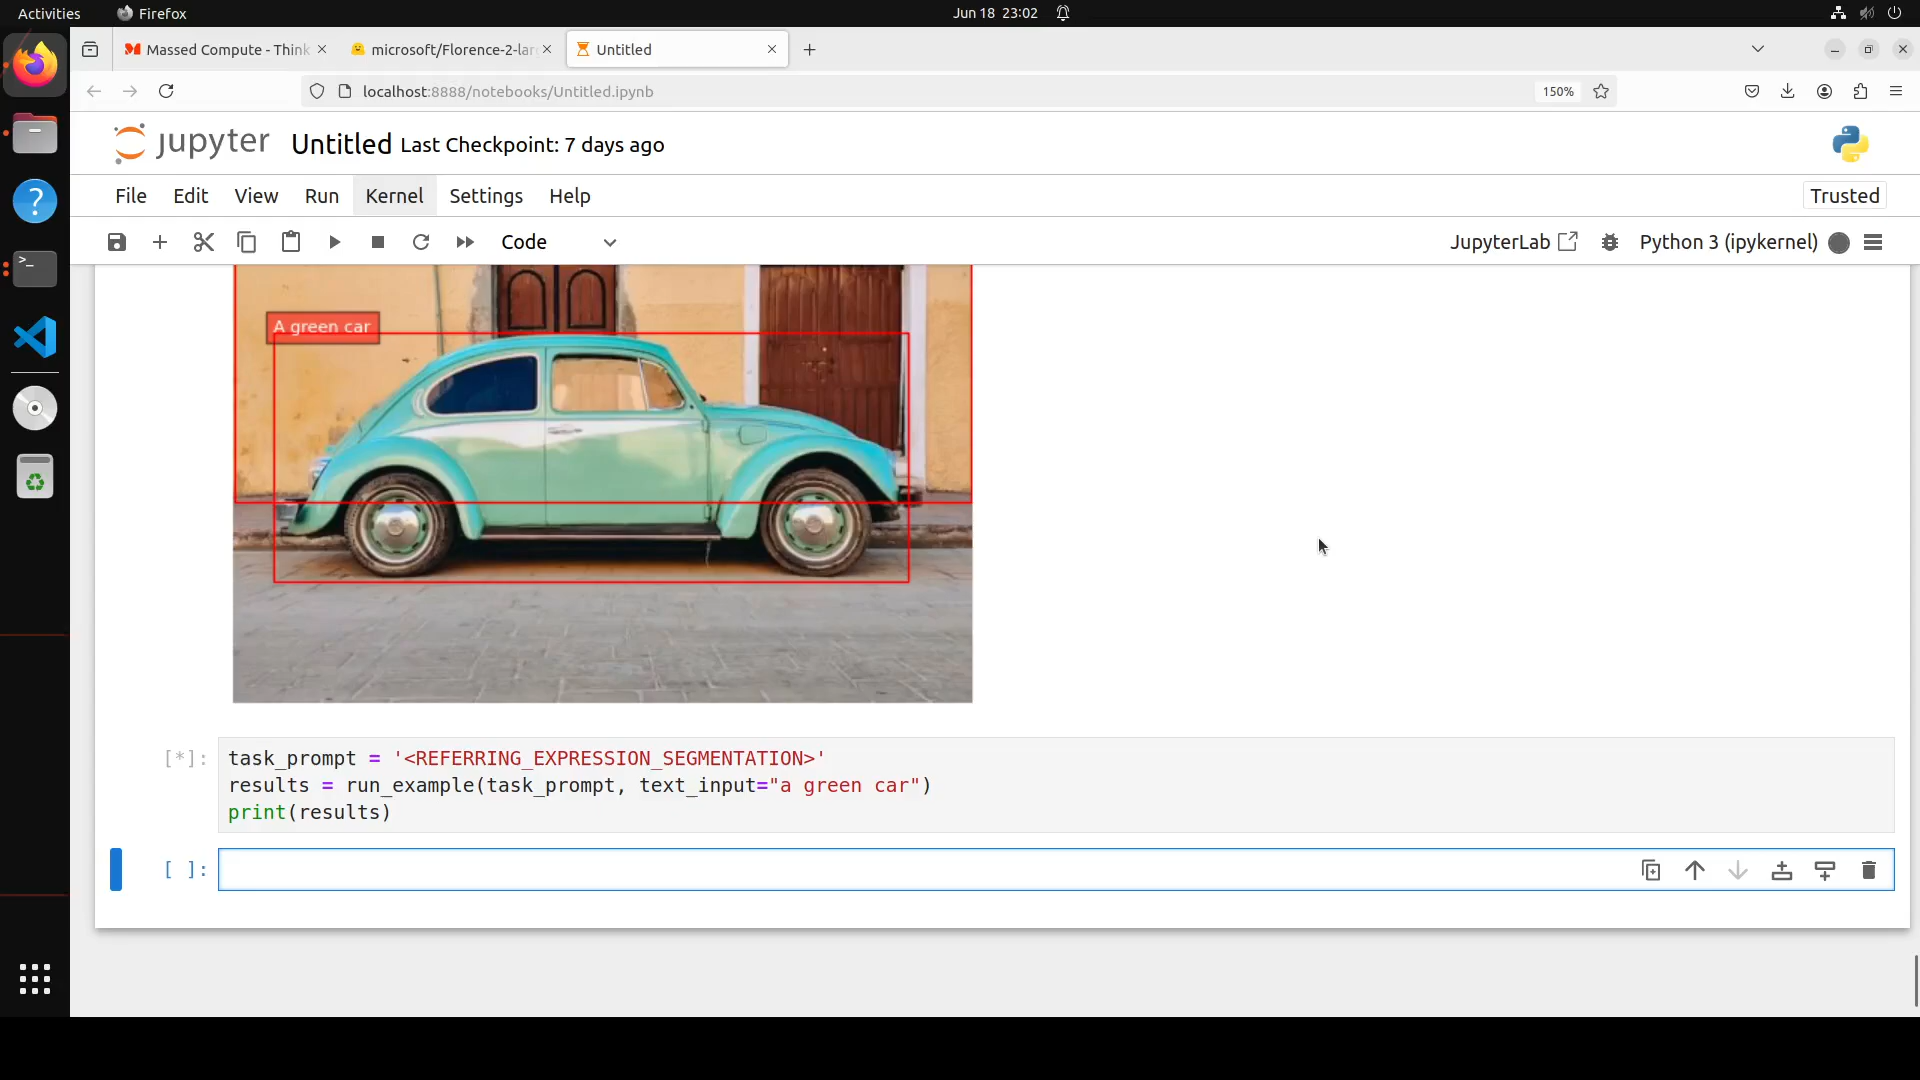 Activities
Firefox
Jun 18 23:02
Massed Compute - Think
microsoft/Florence-2-lar
Untitled
localhost:8888/notebooks/Untitled.ipynb
150%
jupyter
Untitled Last Checkpoint: 7 days ago
File Edit View Run Kernel Settings Help
Trusted
Code
JupyterLab
Python 3 (ipykernel)
A green car
[*]:
task_prompt = '<REFERRING_EXPRESSION_SEGMENTATION>'
results = run_example(task_prompt, text_input="a green car")
print(results)
[ ]: